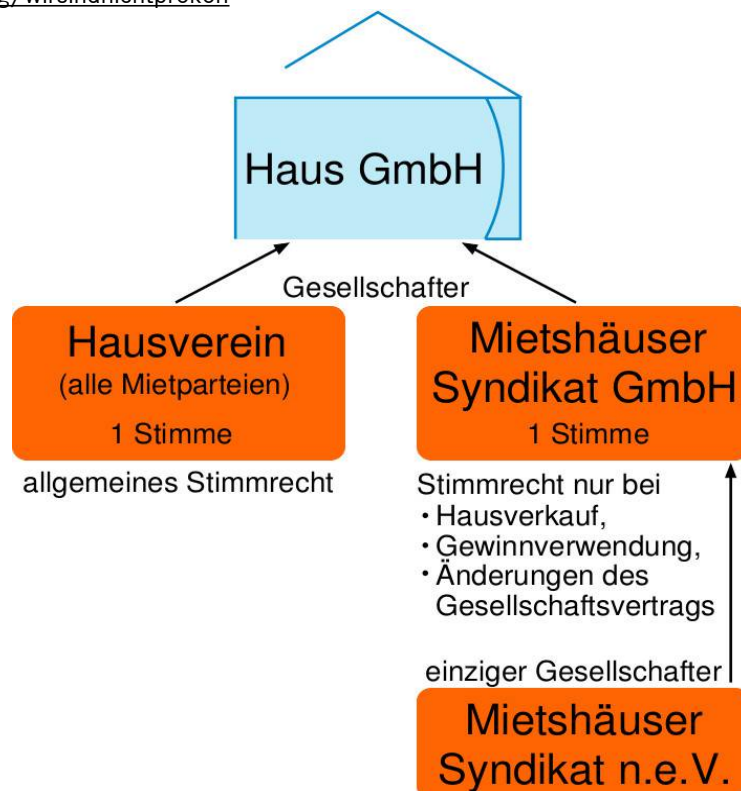 wirsindnichtproken
Haus GmbH
Gesellschafter
Hausverein
(alle Mietparteien)
1 Stimme
allgemeines Stimmrecht
Mietshäuser
Syndikat GmbH
1 Stimme
Stimmrecht nur bei
• Hausverkauf,
• Gewinnverwendung,
• Änderungen des
Gesellschaftsvertrags
einziger Gesellschafter
Mietshäuser
Syndikat n.e.V.